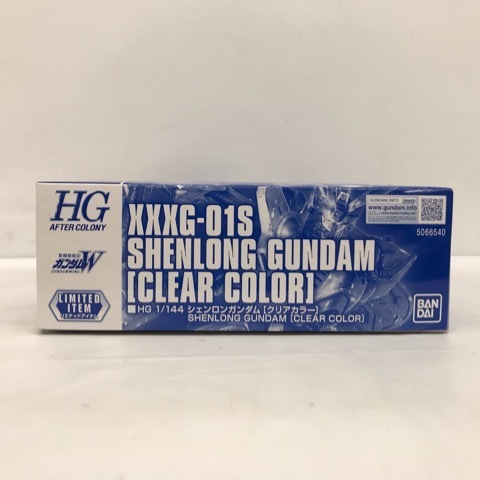 HG
AFTER COLONY
新機動戦記
ガンダムW
GUNDAM WING
LIMITED
ITEM
リミテッドアイテム
XXXG-01S
SHENLONG GUNDAM
[CLEAR COLOR]
■HG 1/144 シェンロンガンダム [クリアカラー]
SHENLONG GUNDAM [CLEAR COLOR]
GUNDAM.INFO
www.gundam.info
5066540
BAN
DAI